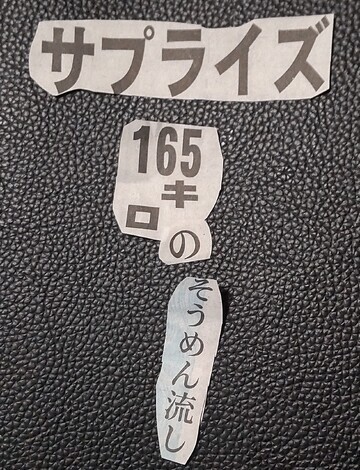 サプライズ
165キロ
の
そうめん流し